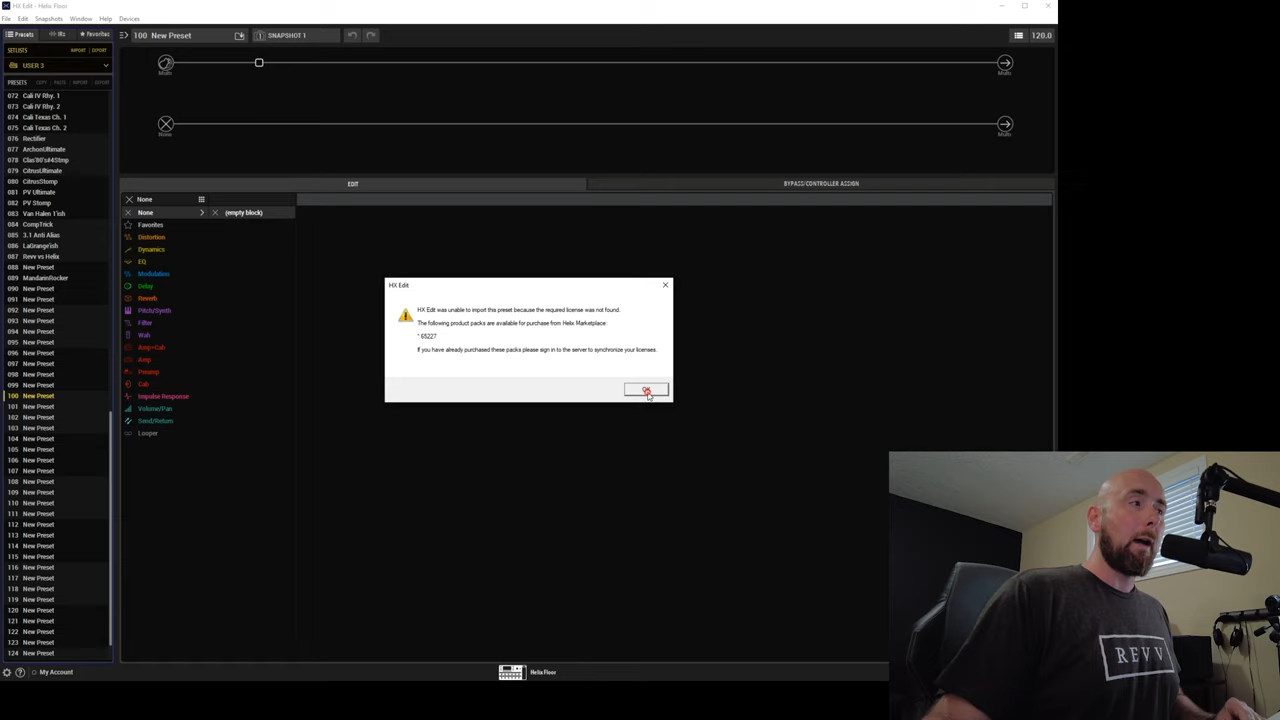 HX Edit - Helix Floor
File Edit Snapshots Window Help Devices
Presets IRs Favorites
100 New Preset
SNAPSHOT 1
120.0
SETLISTS IMPORT EXPORT
USER 3
PRESETS COPY PASTE IMPORT EXPORT
072 Cali IV Rhy. 1
073 Cali IV Rhy. 2
074 Cali Texas Ch. 1
075 Cali Texas Ch. 2
076 Rectifier
077 ArchonUltimate
078 Clas'80's#4Stmp
079 CitrusUltimate
080 CitrusStomp
081 PV Ultimate
082 PV Stomp
083 Van Halen 1'ish
084 CompTrick
085 3.1 Anti Alias
086 LaGrange'ish
087 Revv vs Helix
088 New Preset
089 MandarinRocker
090 New Preset
091 New Preset
092 New Preset
093 New Preset
094 New Preset
095 New Preset
096 New Preset
097 New Preset
098 New Preset
099 New Preset
100 New Preset
101 New Preset
102 New Preset
103 New Preset
104 New Preset
105 New Preset
106 New Preset
107 New Preset
108 New Preset
109 New Preset
110 New Preset
111 New Preset
112 New Preset
113 New Preset
114 New Preset
115 New Preset
116 New Preset
117 New Preset
118 New Preset
119 New Preset
120 New Preset
121 New Preset
122 New Preset
123 New Preset
124 New Preset
Multi
Multi
None
Multi
EDIT
BYPASS/CONTROLLER ASSIGN
None
None
(empty block)
Favorites
Distortion
Dynamics
EQ
Modulation
Delay
Reverb
Pitch/Synth
Filter
Wah
Amp+Cab
Amp
Preamp
Cab
Impulse Response
Volume/Pan
Send/Return
Looper
HX Edit
HX Edit was unable to import this preset because the required license was not found.
The following product packs are available for purchase from Helix Marketplace:
* 65227
If you have already purchased these packs please sign in to the server to synchronize your licenses.
OK
My Account
Helix Floor
REVV